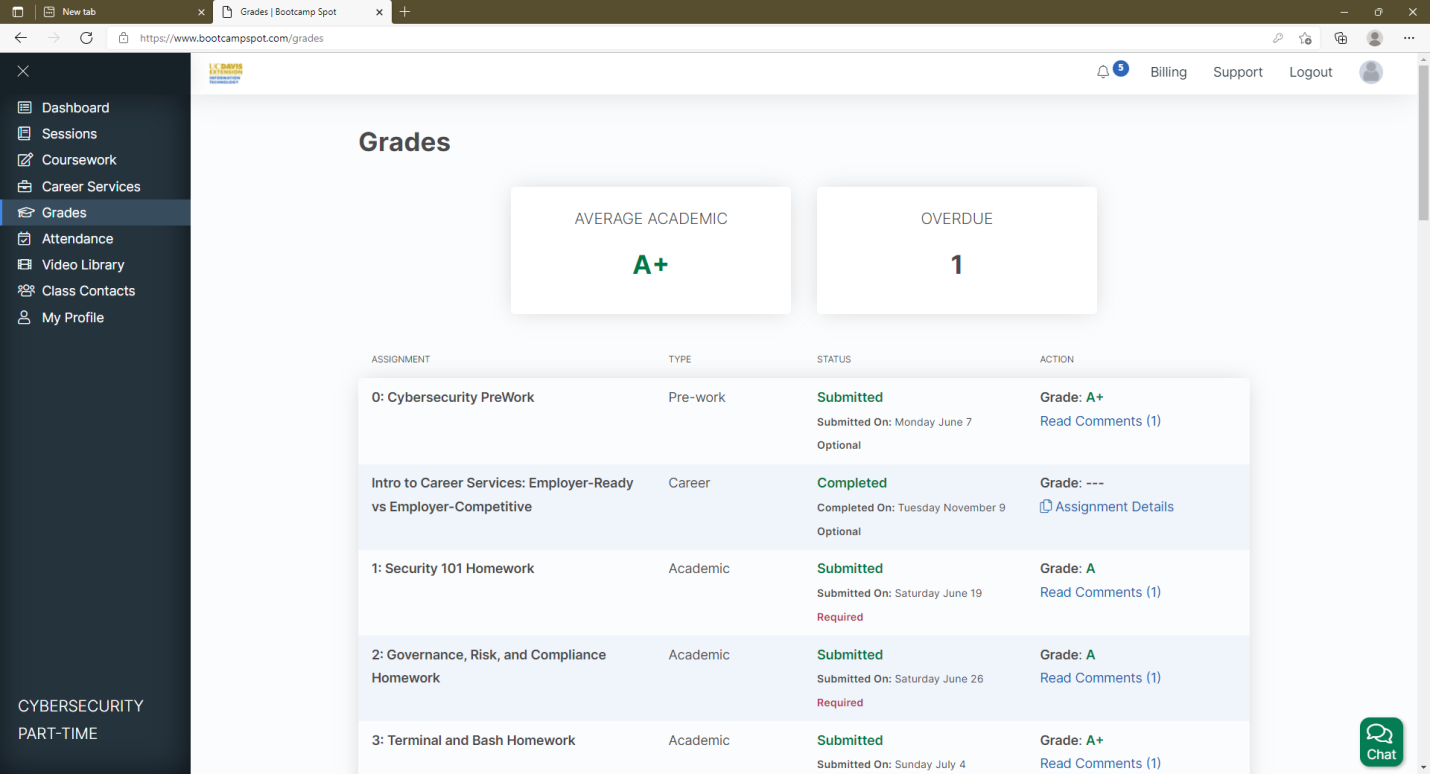 New tab
Grades | Bootcamp Spot
https://www.bootcampspot.com/grades
UCDAVIS
EXTENSION
INFORMATION
TECHNOLOGY
5
Billing
Support
Logout
Dashboard
Sessions
Coursework
Career Services
Grades
Attendance
Video Library
Class Contacts
My Profile
CYBERSECURITY
PART-TIME
Grades
AVERAGE ACADEMIC
A+
OVERDUE
1
ASSIGNMENT TYPE STATUS ACTION
0: Cybersecurity PreWork Pre-work Submitted Grade: A+
Submitted On: Monday June 7 Read Comments (1)
Optional
Intro to Career Services: Employer-Ready Career Completed Grade: ---
vs Employer-Competitive Completed On: Tuesday November 9 Assignment Details
Optional
1: Security 101 Homework Academic Submitted Grade: A
Submitted On: Saturday June 19 Read Comments (1)
Required
2: Governance, Risk, and Compliance Academic Submitted Grade: A
Homework Submitted On: Saturday June 26 Read Comments (1)
Required
3: Terminal and Bash Homework Academic Submitted Grade: A+
Submitted On: Sunday July 4 Read Comments (1)
Chat